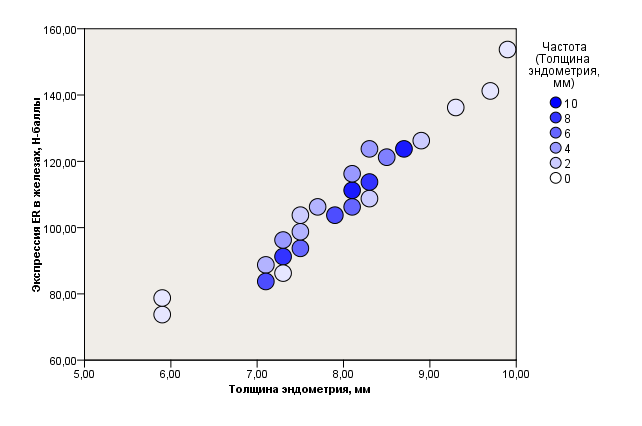 160,00
140,00
120,00
100,00
80,00
60,00
Экспрессия ER в железах, Н-баллы
5,00 6,00 7,00 8,00 9,00 10,00
Толщина эндометрия, мм
Частота
(Толщина
эндометрия,
мм)
10
8
6
4
2
0